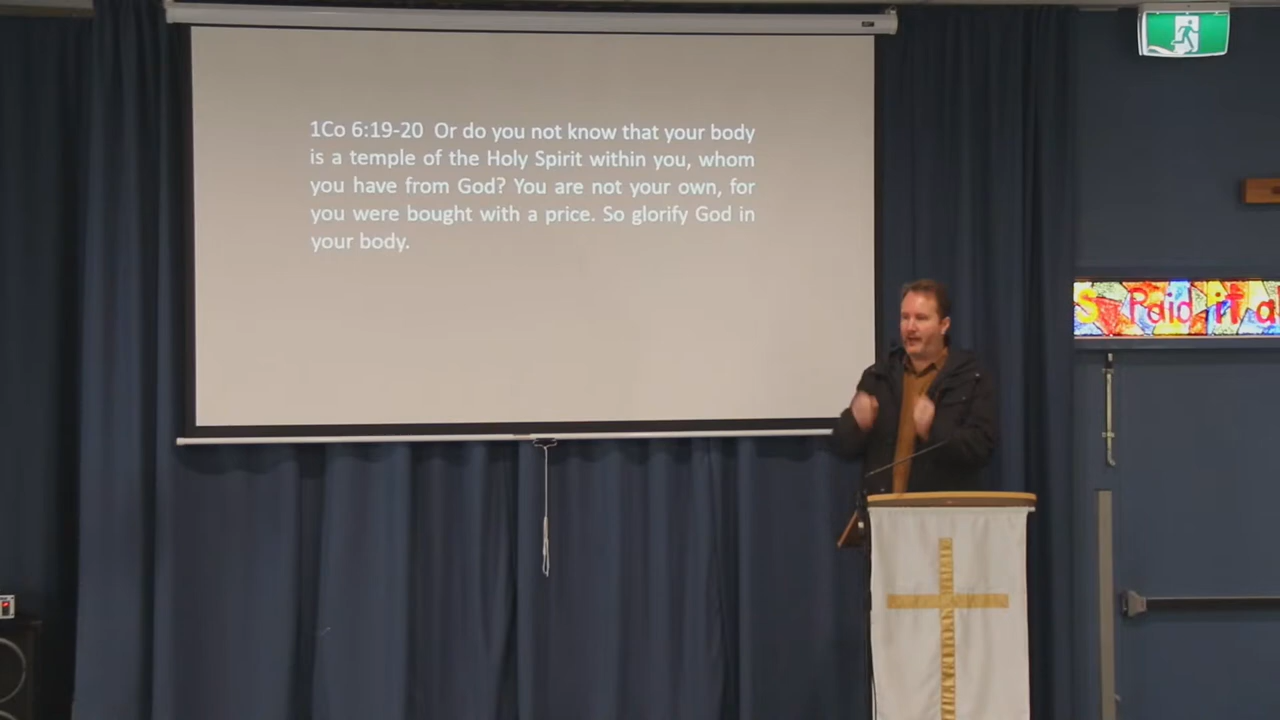 1Co 6:19-20 Or do you not know that your body
is a temple of the Holy Spirit within you, whom
you have from God? You are not your own, for
you were bought with a price. So glorify God in
your body.
S Paid it a